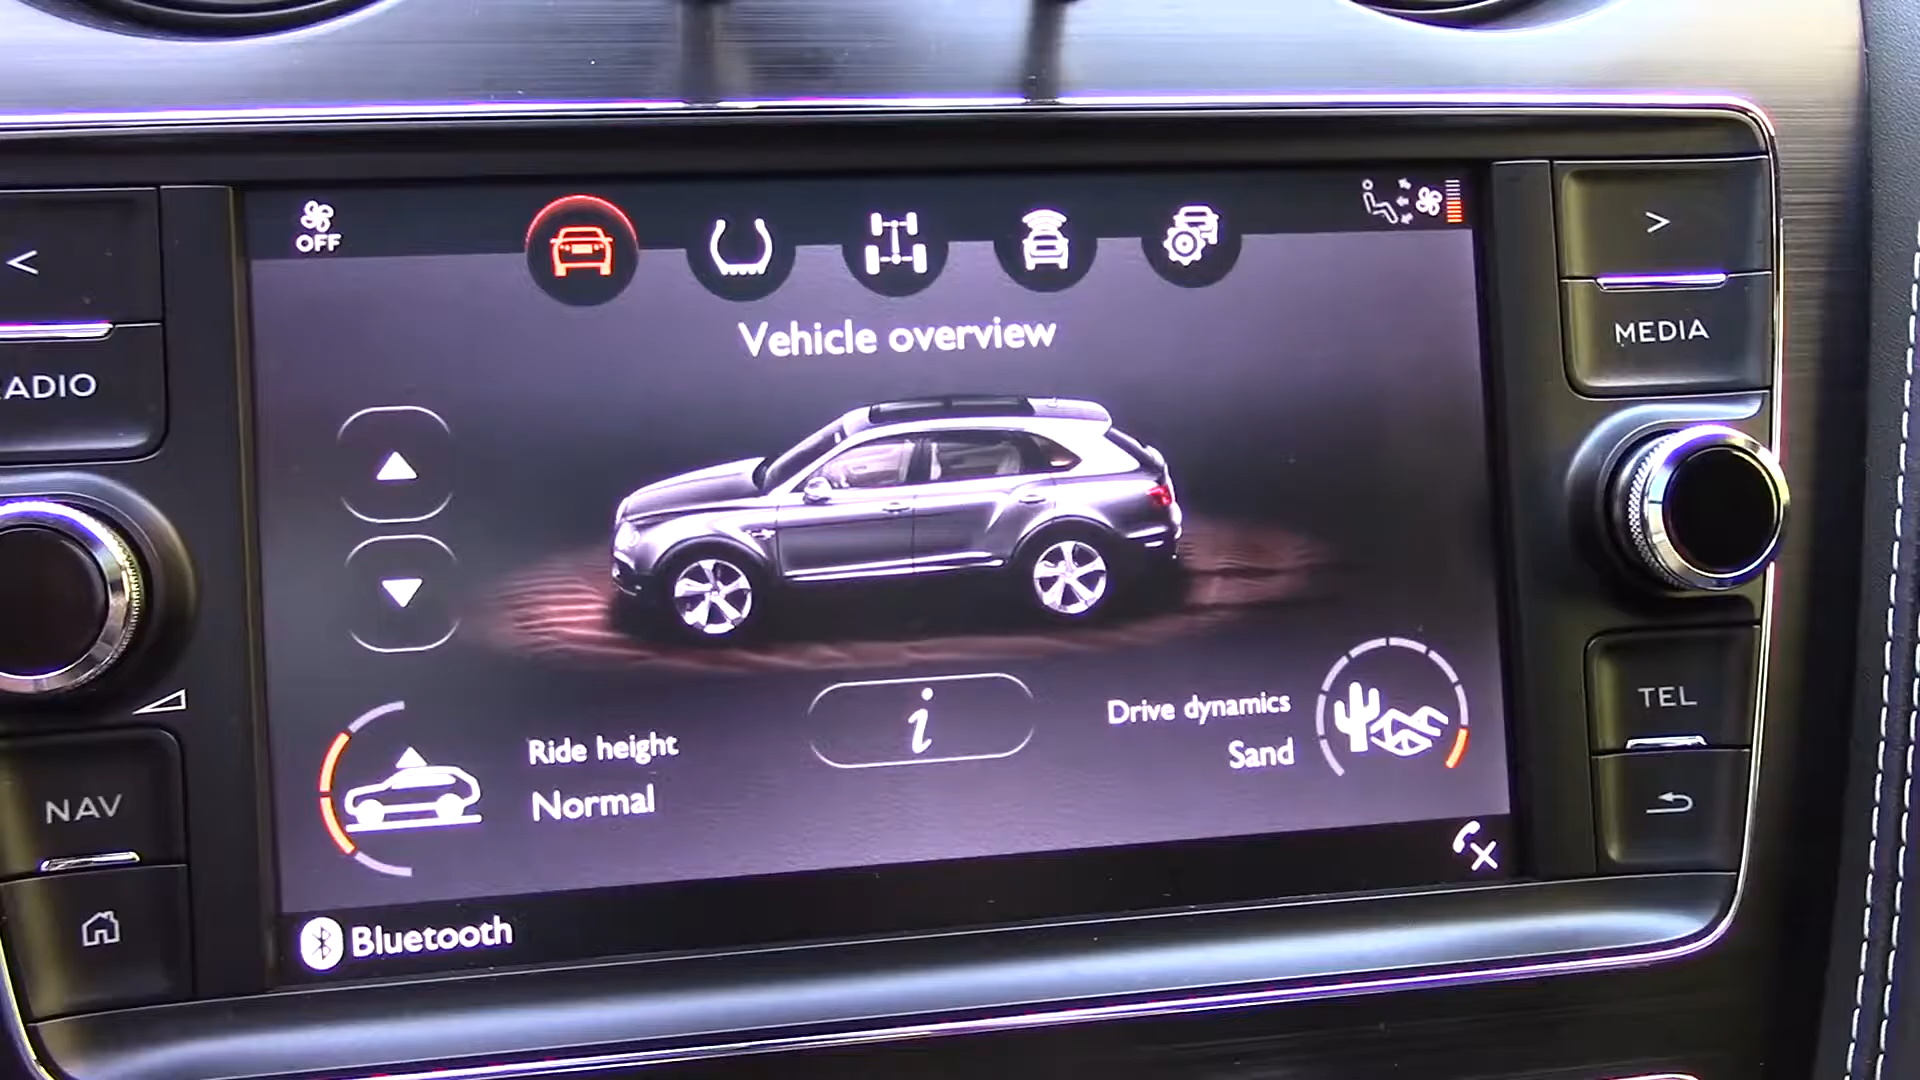 OFF
Vehicle overview
MEDIA
ADIO
TEL
Drive dynamics
Sand
i
Ride height
Normal
NAV
Bluetooth